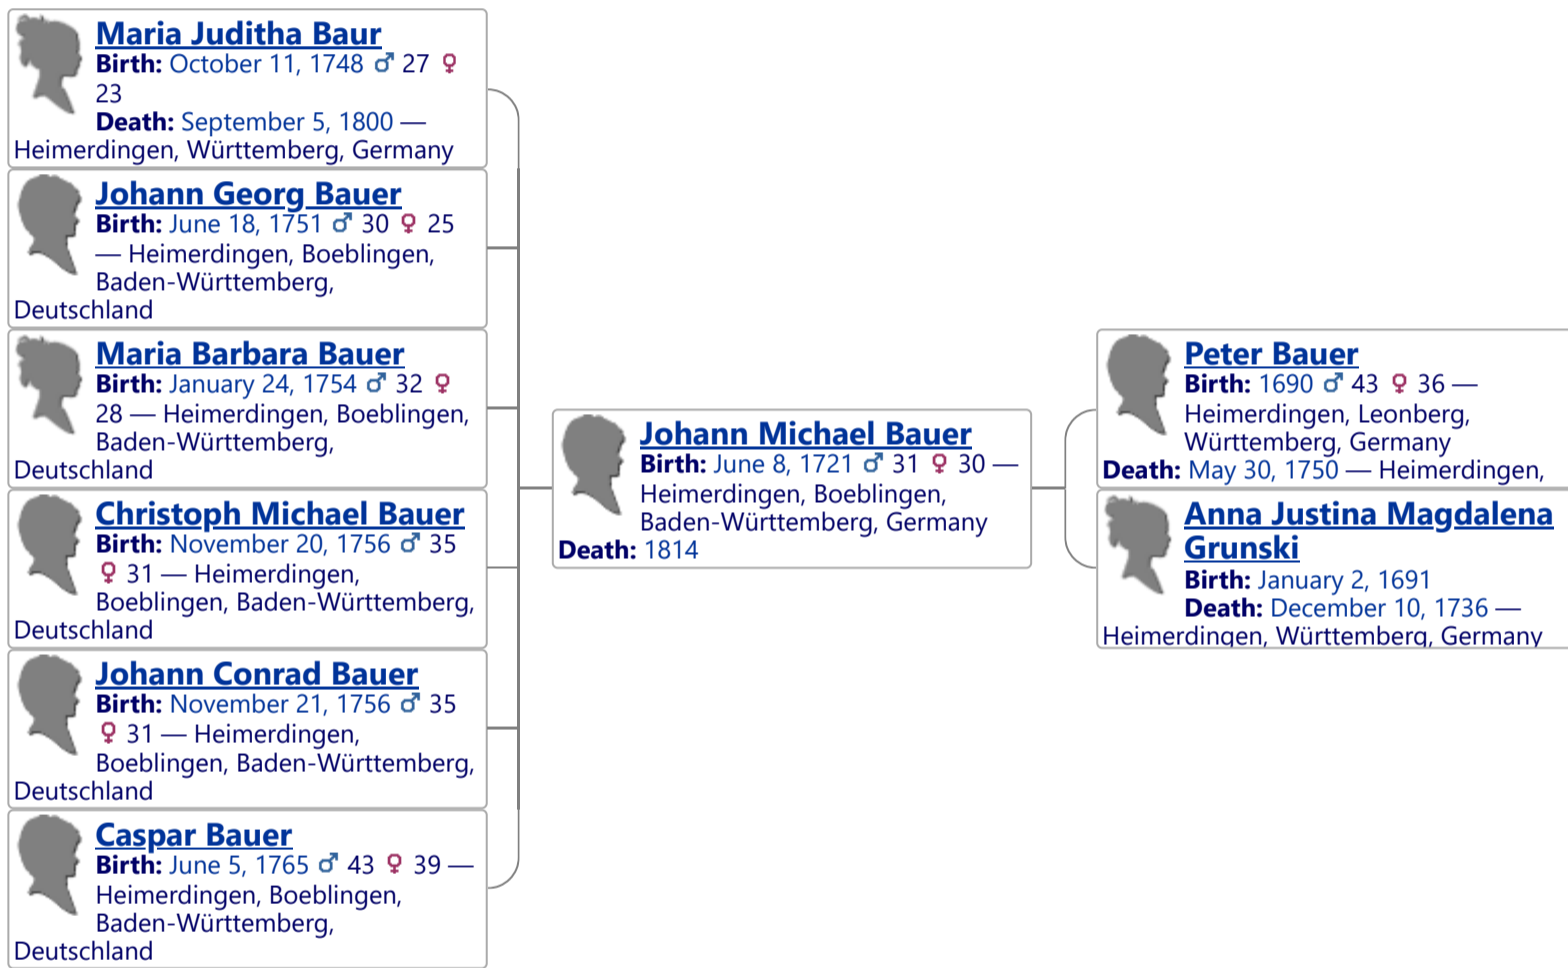 Maria Juditha Baur
Birth: October 11, 1748 ♂ 27 ♀
23
Death: September 5, 1800 —
Heimerdingen, Württemberg, Germany
Johann Georg Bauer
Birth: June 18, 1751 ♂ 30 ♀ 25
— Heimerdingen, Boeblingen,
Baden-Württemberg,
Deutschland
Maria Barbara Bauer
Birth: January 24, 1754 ♂ 32 ♀
28 — Heimerdingen, Boeblingen,
Baden-Württemberg,
Deutschland
Christoph Michael Bauer
Birth: November 20, 1756 ♂ 35
♀ 31 — Heimerdingen,
Boeblingen, Baden-Württemberg,
Deutschland
Johann Conrad Bauer
Birth: November 21, 1756 ♂ 35
♀ 31 — Heimerdingen,
Boeblingen, Baden-Württemberg,
Deutschland
Caspar Bauer
Birth: June 5, 1765 ♂ 43 ♀ 39 —
Heimerdingen, Boeblingen,
Baden-Württemberg,
Deutschland
Johann Michael Bauer
Birth: June 8, 1721 ♂ 31 ♀ 30 —
Heimerdingen, Boeblingen,
Baden-Württemberg, Germany
Death: 1814
Peter Bauer
Birth: 1690 ♂ 43 ♀ 36 —
Heimerdingen, Leonberg,
Württemberg, Germany
Death: May 30, 1750 — Heimerdingen,
Anna Justina Magdalena
Grunski
Birth: January 2, 1691
Death: December 10, 1736 —
Heimerdingen, Württemberg, Germany